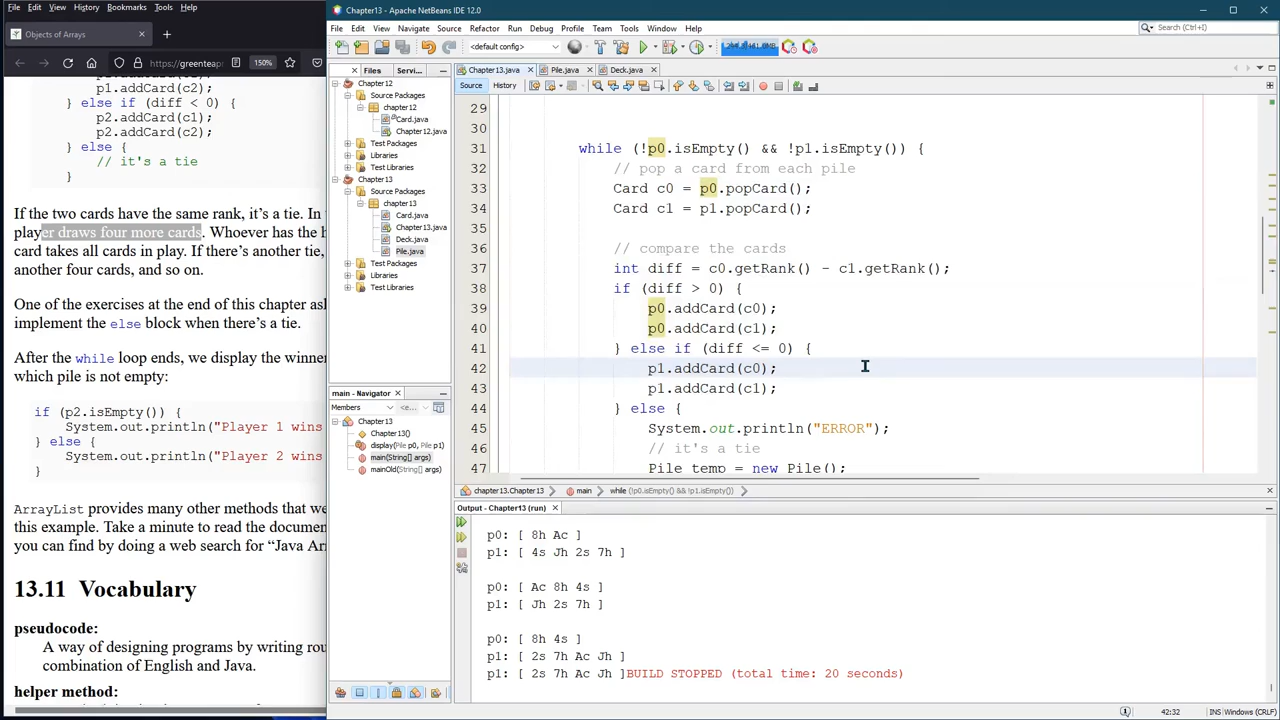 File Edit View History Bookmarks Tools Help
Objects of Arrays
https://greenteap
150%
p1.addCard(c2);
} else if (diff < 0) {
p2.addCard(c1);
p2.addCard(c2);
} else {
// it's a tie
}
If the two cards have the same rank, it's a tie. In
player draws four more cards. Whoever has the h
card takes all cards in play. If there's another tie,
another four cards, and so on.
One of the exercises at the end of this chapter as
implement the else block when there's a tie.
After the while loop ends, we display the winner
which pile is not empty:
if (p2.isEmpty()) {
System.out.println("Player 1 wins
} else {
System.out.println("Player 2 wins
}
ArrayList provides many other methods that we
this example. Take a minute to read the docume
you can find by doing a web search for “Java Ar
13.11 Vocabulary
pseudocode:
A way of designing programs by writing rou
combination of English and Java.
helper method:
Chapter13 - Apache NetBeans IDE 12.0
File Edit View Navigate Source Refactor Run Debug Profile Team Tools Window Help
Search (Ctrl+I)
<default config>
Files Servi...
Chapter12
Source Packages
chapter12
Card.java
Chapter12.java
Test Packages
Libraries
Test Libraries
Chapter13
Source Packages
chapter13
Card.java
Chapter13.java
Deck.java
Pile.java
Test Packages
Libraries
Test Libraries
main - Navigator
Members <e...
Chapter13
Chapter13()
display(Pile p0, Pile p1)
main(String[] args)
mainOld(String[] args)
Chapter13.java Pile.java Deck.java
Source History
29
30
31 while (!p0.isEmpty() && !p1.isEmpty()) {
32 // pop a card from each pile
33 Card c0 = p0.popCard();
34 Card c1 = p1.popCard();
35
36 // compare the cards
37 int diff = c0.getRank() - c1.getRank();
38 if (diff > 0) {
39 p0.addCard(c0);
40 p0.addCard(c1);
41 } else if (diff <= 0) {
42 p1.addCard(c0);
43 p1.addCard(c1);
44 } else {
45 System.out.println("ERROR");
46 // it's a tie
47 Pile temp = new Pile();
chapter13.Chapter13 main while (!p0.isEmpty() && !p1.isEmpty())
Output - Chapter13 (run)
p0: [ 8h Ac ]
p1: [ 4s Jh 2s 7h ]
p0: [ Ac 8h 4s ]
p1: [ Jh 2s 7h ]
p0: [ 8h 4s ]
p1: [ 2s 7h Ac Jh ]
p1: [ 2s 7h Ac Jh ]BUILD STOPPED (total time: 20 seconds)
42:32 INS Windows (CRLF)